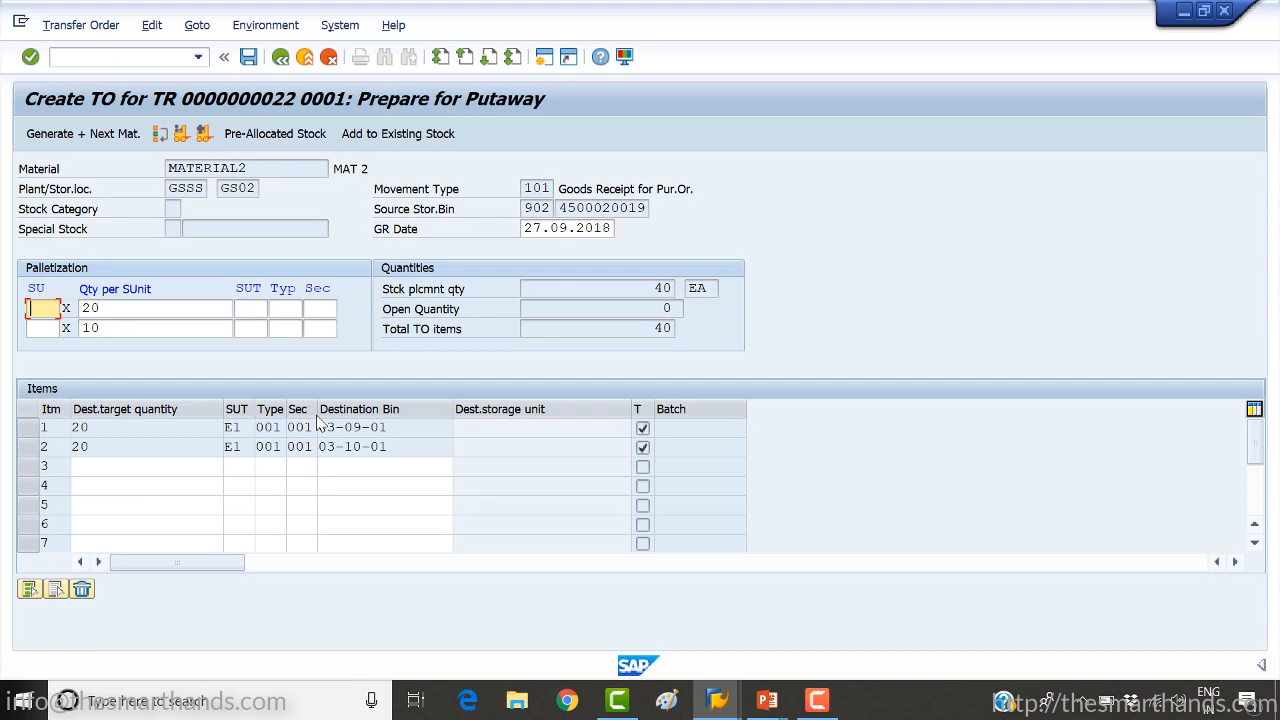 Transfer Order Edit Goto Environment System Help
Create TO for TR 0000000022 0001: Prepare for Putaway
Generate + Next Mat. Pre-Allocated Stock Add to Existing Stock
Material MATERIAL2 MAT 2
Plant/Stor.loc. GSSS GS02 Movement Type 101 Goods Receipt for Pur.Or.
Stock Category Source Stor.Bin 902 4500020019
Special Stock GR Date 27.09.2018
Palletization Quantities
SU Qty per SUnit SUT Typ Sec Stck plcmnt qty 40 EA
X 20 Open Quantity 0
X 10 Total TO items 40
Items
Itm Dest.target quantity SUT Type Sec Destination Bin Dest.storage unit T Batch
1 20 E1 001 001 03-09-01
2 20 E1 001 001 03-10-01
3
4
5
6
7
SAP
Type here to search ENG
IN
info@thesmarthands.com http://thesmarthands.com